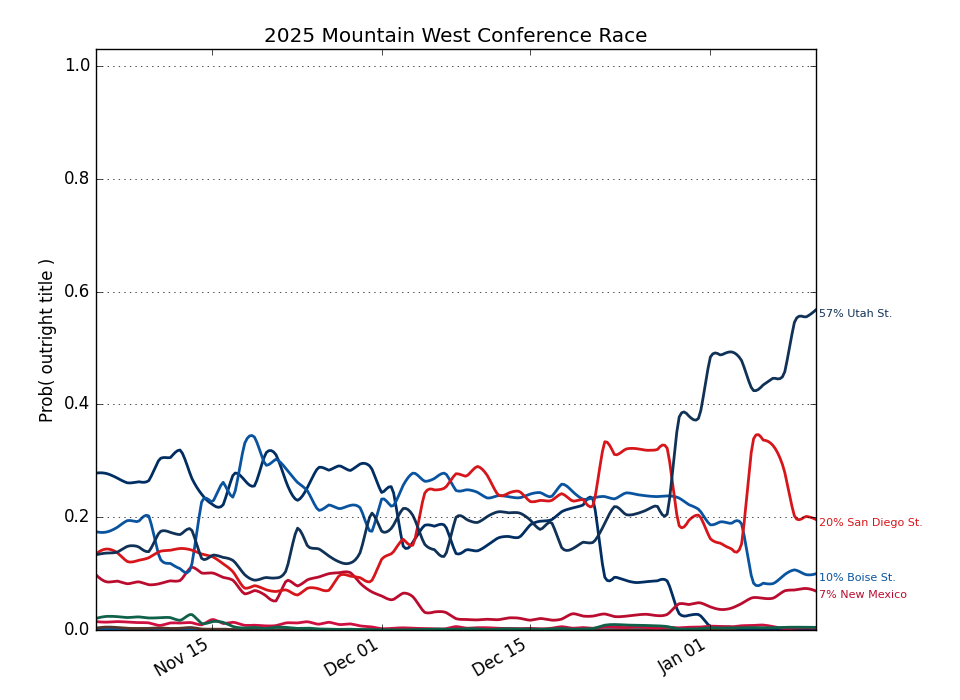 2025 Mountain West Conference Race
1.0
0.8
0.6
0.4
0.2
0.0
Prob( outright title )
57% Utah St.
20% San Diego St.
10% Boise St.
7% New Mexico
Nov 15
Dec 01
Dec 15
Jan 01